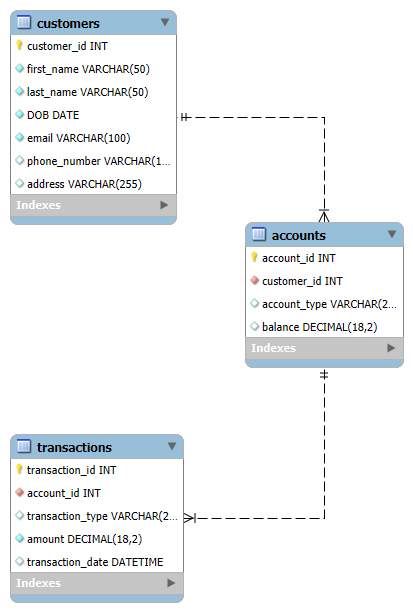 customers
customer_id INT
first_name VARCHAR(50)
last_name VARCHAR(50)
DOB DATE
email VARCHAR(100)
phone_number VARCHAR(1...
address VARCHAR(255)
Indexes
accounts
account_id INT
customer_id INT
account_type VARCHAR(2...
balance DECIMAL(18,2)
Indexes
transactions
transaction_id INT
account_id INT
transaction_type VARCHAR(2...
amount DECIMAL(18,2)
transaction_date DATETIME
Indexes